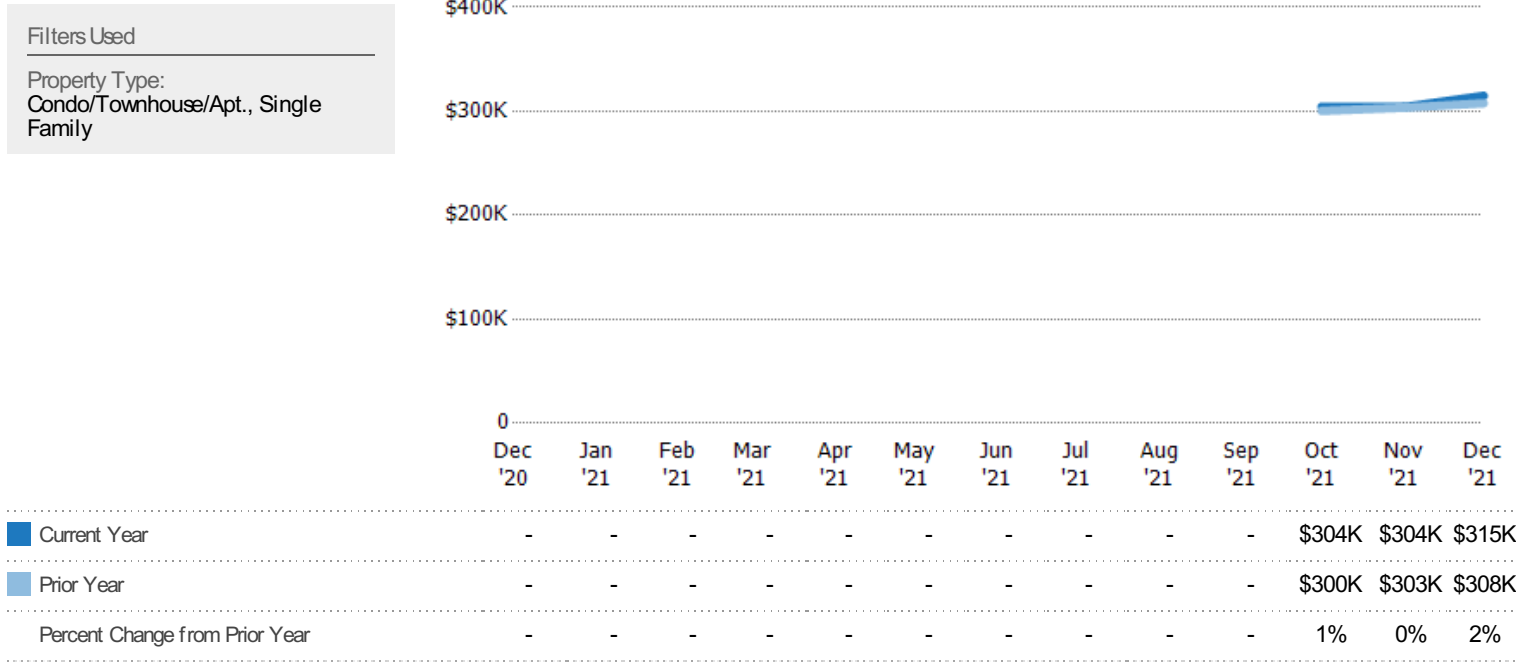 Filters Used
Property Type:
Condo/Townhouse/Apt., Single
Family
$400K
$300K
$200K
$100K
0
Dec Jan Feb Mar Apr May Jun Jul Aug Sep Oct Nov Dec
'20 '21 '21 '21 '21 '21 '21 '21 '21 '21 '21 '21 '21
Current Year - - - - - - - - - - $304K $304K $315K
Prior Year - - - - - - - - - - $300K $303K $308K
Percent Change from Prior Year - - - - - - - - - - 1% 0% 2%